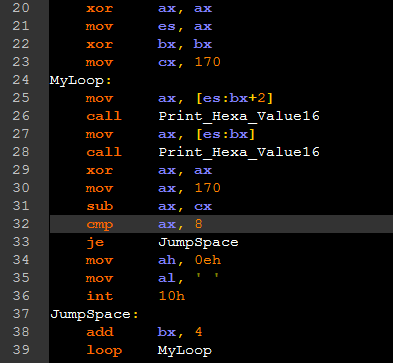 20 xor ax, ax
21 mov es, ax
22 xor bx, bx
23 mov cx, 170
24 MyLoop:
25 mov ax, [es:bx+2]
26 call Print_Hexa_Value16
27 mov ax, [es:bx]
28 call Print_Hexa_Value16
29 xor ax, ax
30 mov ax, 170
31 sub ax, cx
32 cmp ax, 8
33 je JumpSpace
34 mov ah, 0eh
35 mov al, ' '
36 int 10h
37 JumpSpace:
38 add bx, 4
39 loop MyLoop